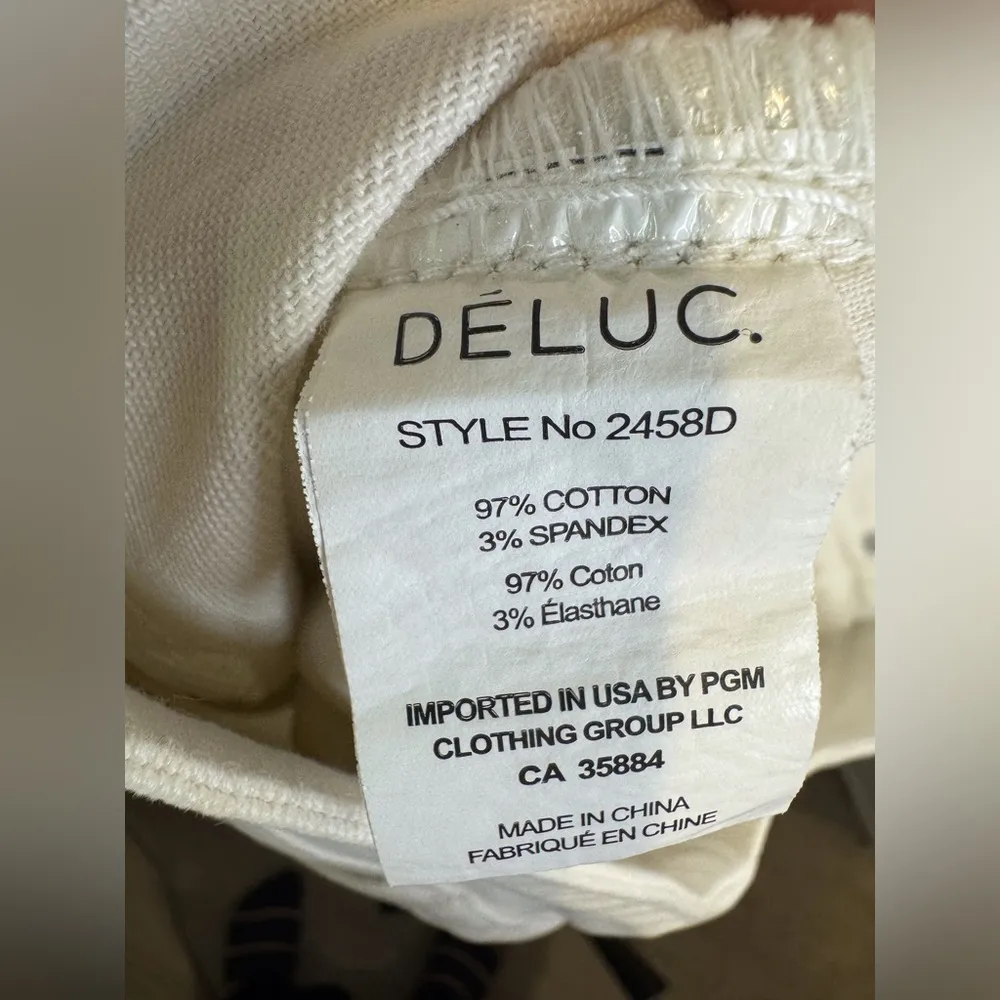 DÉLUC.
STYLE No 2458D
97% COTTON
3% SPANDEX
97% Coton
3% Élasthane
IMPORTED IN USA BY PGM
CLOTHING GROUP LLC
CA 35884
MADE IN CHINA
FABRIQUÉ EN CHINE